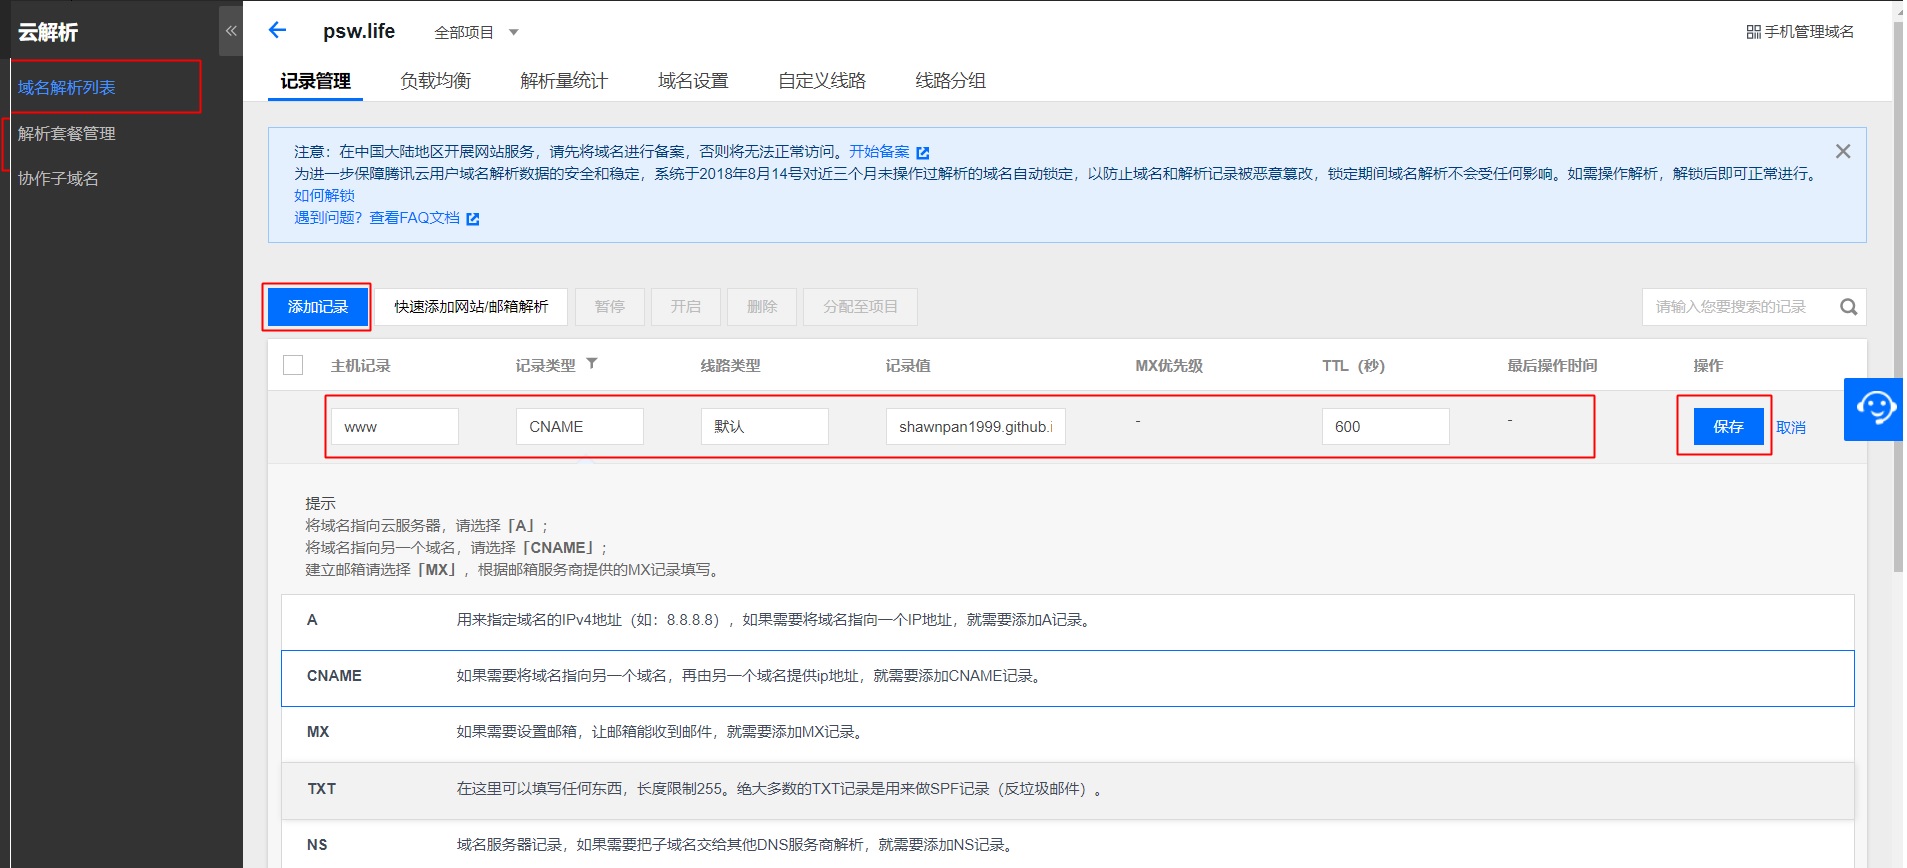 云解析
«
域名解析列表
解析套餐管理
协作子域名
psw.life
全部项目
手机管理域名
记录管理
负载均衡
解析量统计
域名设置
自定义线路
线路分组
注意：在中国大陆地区开展网站服务，请先将域名进行备案，否则将无法正常访问。开始备案
为进一步保障腾讯云用户域名解析数据的安全和稳定，系统于2018年8月14号对近三个月未操作过解析的域名自动锁定，以防止域名和解析记录被恶意篡改，锁定期间域名解析不会受任何影响。如需操作解析，解锁后即可正常进行。
如何解锁
遇到问题？查看FAQ文档
添加记录
快速添加网站/邮箱解析
暂停
开启
删除
分配至项目
请输入您要搜索的记录
主机记录
记录类型
线路类型
记录值
MX优先级
TTL（秒）
最后操作时间
操作
www
CNAME
默认
shawnpan1999.github.i
-
600
-
保存
取消
提示
将域名指向云服务器，请选择「A」；
将域名指向另一个域名，请选择「CNAME」；
建立邮箱请选择「MX」，根据邮箱服务商提供的MX记录填写。
A
用来指定域名的IPv4地址（如：8.8.8.8），如果需要将域名指向一个IP地址，就需要添加A记录。
CNAME
如果需要将域名指向另一个域名，再由另一个域名提供ip地址，就需要添加CNAME记录。
MX
如果需要设置邮箱，让邮箱能收到邮件，就需要添加MX记录。
TXT
在这里可以填写任何东西，长度限制255。绝大多数的TXT记录是用来做SPF记录（反垃圾邮件）。
NS
域名服务器记录，如果需要把子域名交给其他DNS服务商解析，就需要添加NS记录。